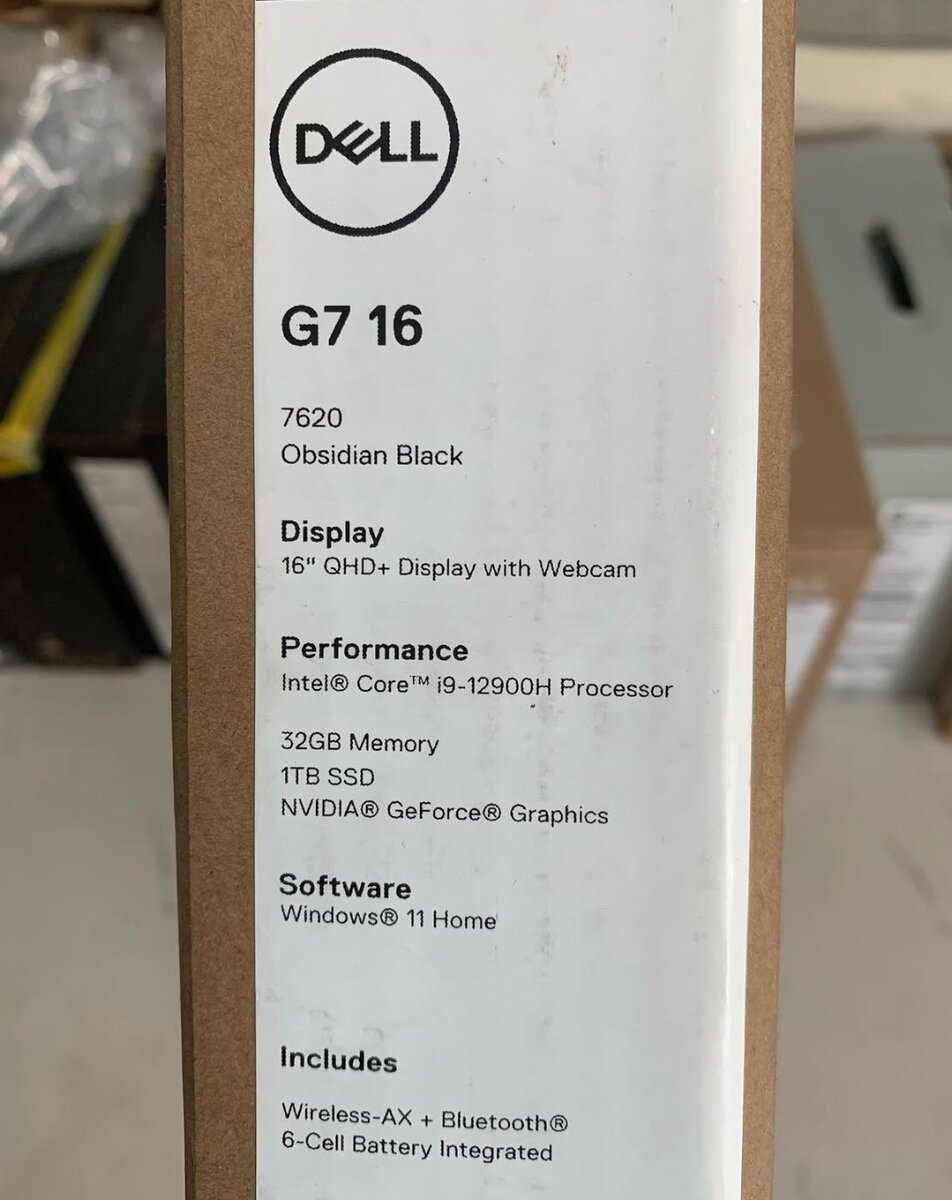 DELL
G7 16
7620
Obsidian Black
Display
16" QHD+ Display with Webcam
Performance
Intel® Core™ i9-12900H Processor
32GB Memory
1TB SSD
NVIDIA® GeForce® Graphics
Software
Windows® 11 Home
Includes
Wireless-AX + Bluetooth®
6-Cell Battery Integrated